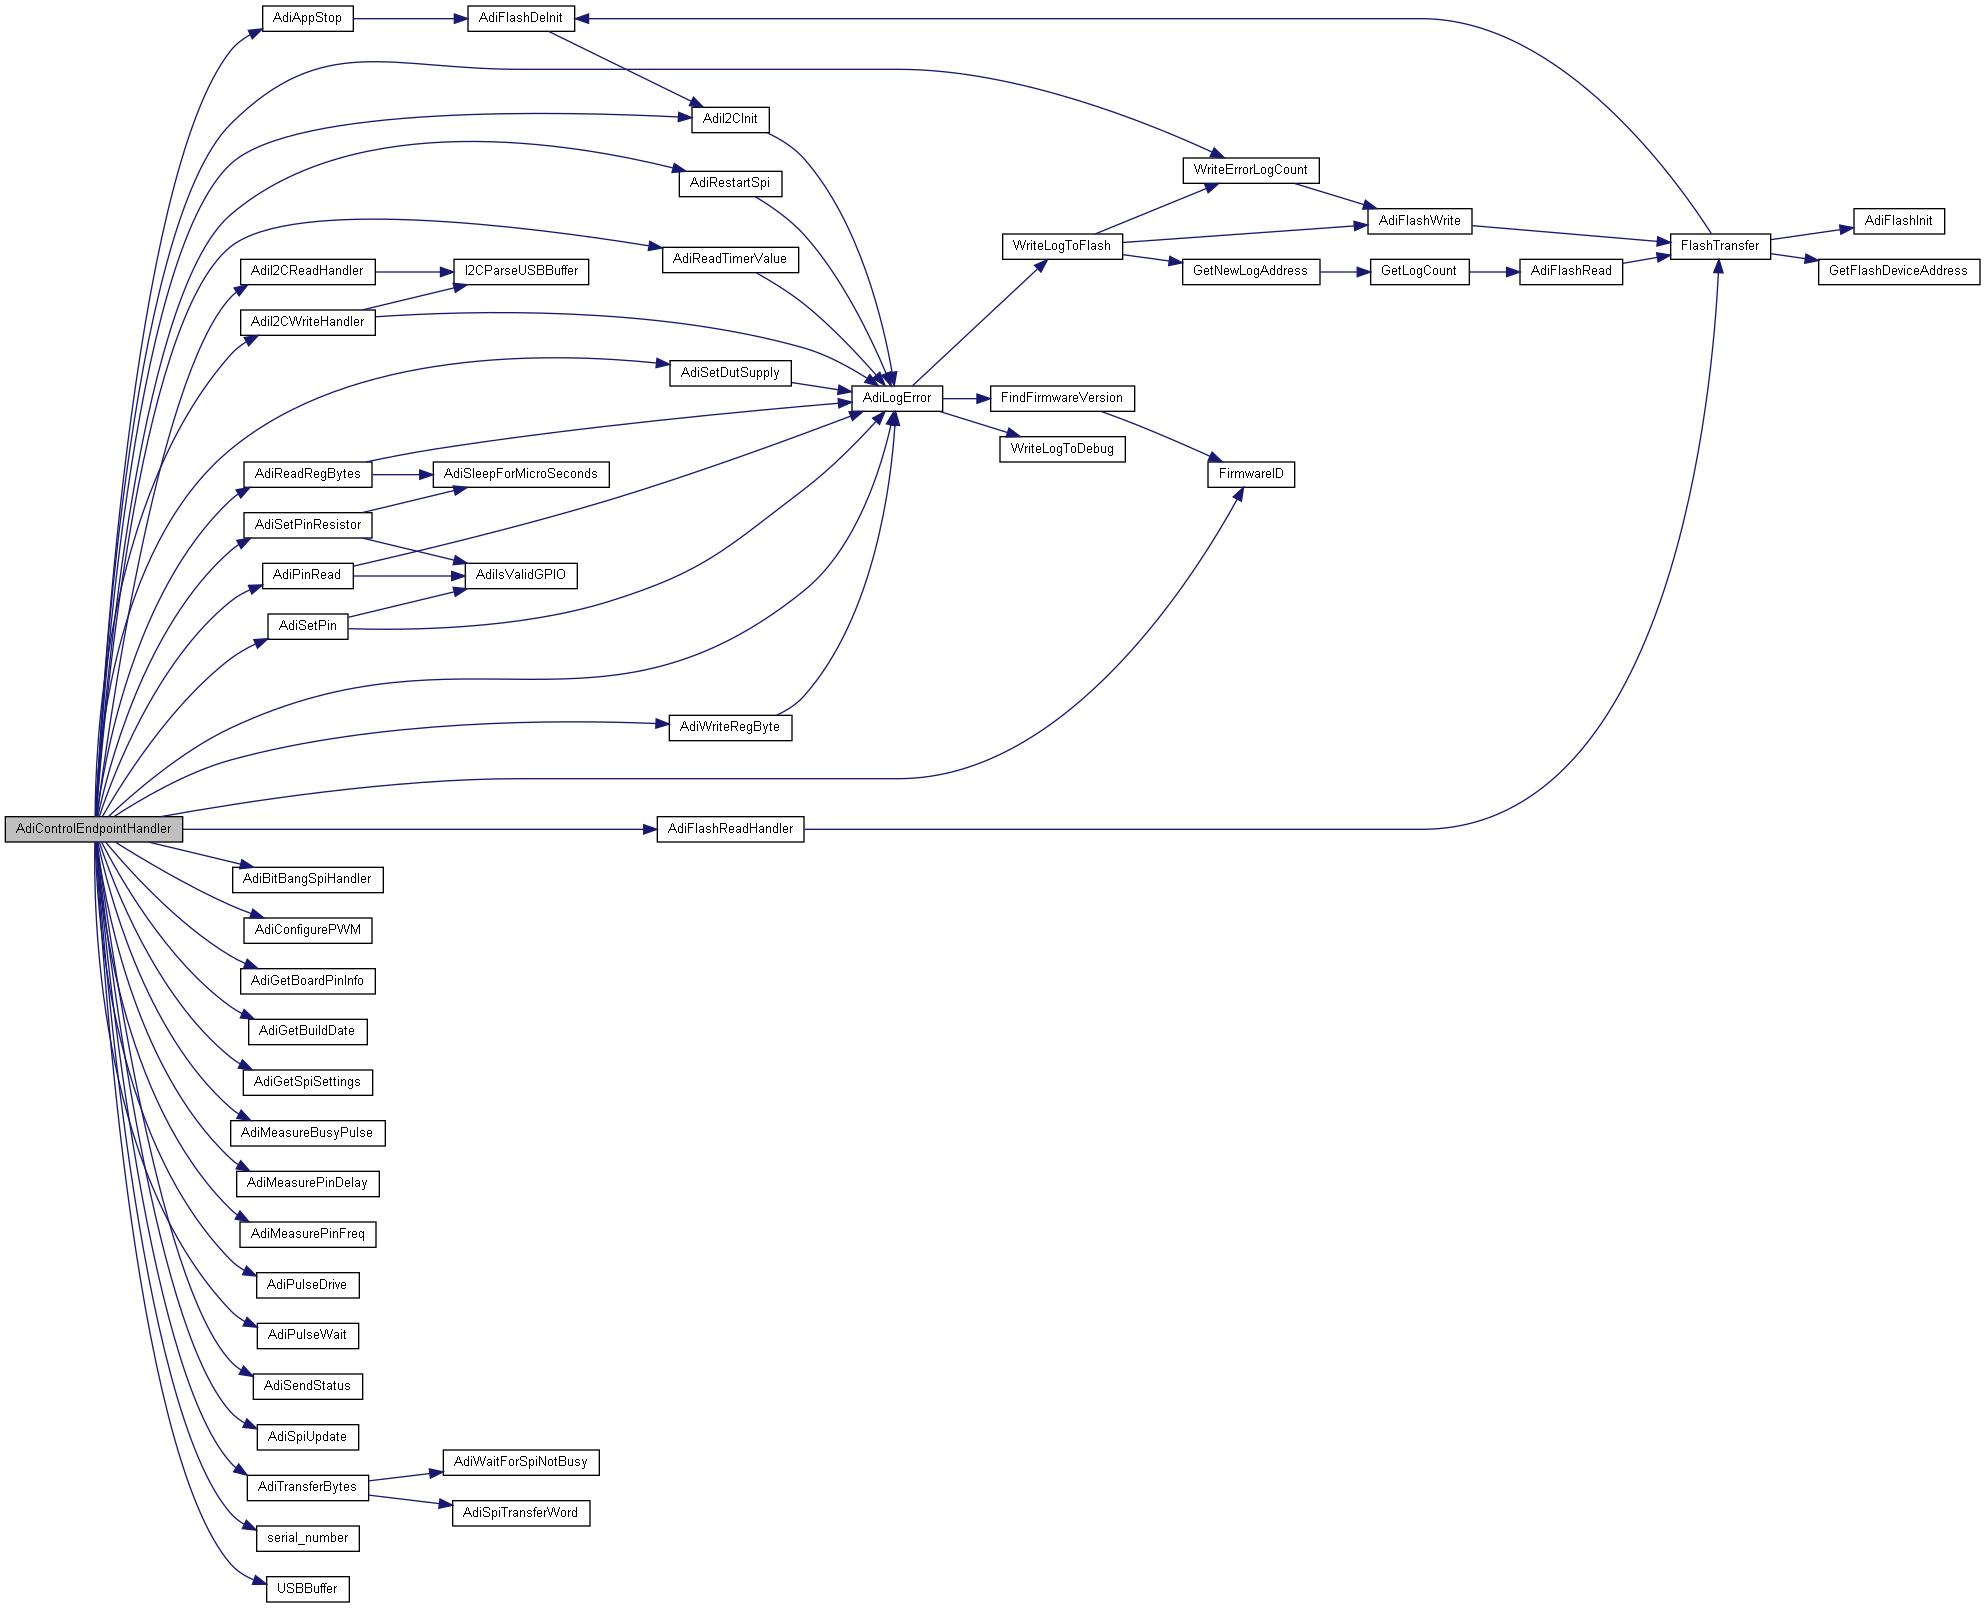 AdiAppStop
AdiFlashDeInit
AdiI2CInit
WriteErrorLogCount
AdiRestartSpi
AdiFlashWrite
AdiFlashInit
WriteLogToFlash
FlashTransfer
AdiReadTimerValue
AdiI2CReadHandler
I2CParseUSBBuffer
GetNewLogAddress
GetLogCount
AdiFlashRead
GetFlashDeviceAddress
AdiI2CWriteHandler
AdiSetDutSupply
AdiLogError
FindFirmwareVersion
WriteLogToDebug
AdiReadRegBytes
AdiSleepForMicroSeconds
FirmwareID
AdiSetPinResistor
AdiPinRead
AdiIsValidGPIO
AdiSetPin
AdiWriteRegByte
AdiControlEndpointHandler
AdiFlashReadHandler
AdiBitBangSpiHandler
AdiConfigurePWM
AdiGetBoardPinInfo
AdiGetBuildDate
AdiGetSpiSettings
AdiMeasureBusyPulse
AdiMeasurePinDelay
AdiMeasurePinFreq
AdiPulseDrive
AdiPulseWait
AdiSendStatus
AdiSpiUpdate
AdiWaitForSpiNotBusy
AdiTransferBytes
AdiSpiTransferWord
serial_number
USBBuffer